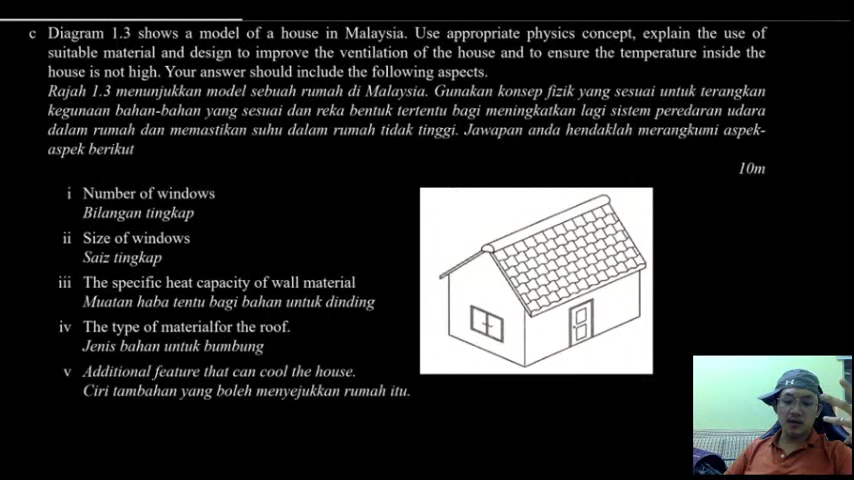 c Diagram 1.3 shows a model of a house in Malaysia. Use appropriate physics concept, explain the use of
suitable material and design to improve the ventilation of the house and to ensure the temperature inside the
house is not high. Your answer should include the following aspects.
Rajah 1.3 menunjukkan model sebuah rumah di Malaysia. Gunakan konsep fizik yang sesuai untuk terangkan
kegunaan bahan-bahan yang sesuai dan reka bentuk tertentu bagi meningkatkan lagi sistem peredaran udara
dalam rumah dan memastikan suhu dalam rumah tidak tinggi. Jawapan anda hendaklah merangkumi aspek-
aspek berikut
10m
i Number of windows
Bilangan tingkap
ii Size of windows
Saiz tingkap
iii The specific heat capacity of wall material
Muatan haba tentu bagi bahan untuk dinding
iv The type of materialfor the roof.
Jenis bahan untuk bumbung
v Additional feature that can cool the house.
Ciri tambahan yang boleh menyejukkan rumah itu.